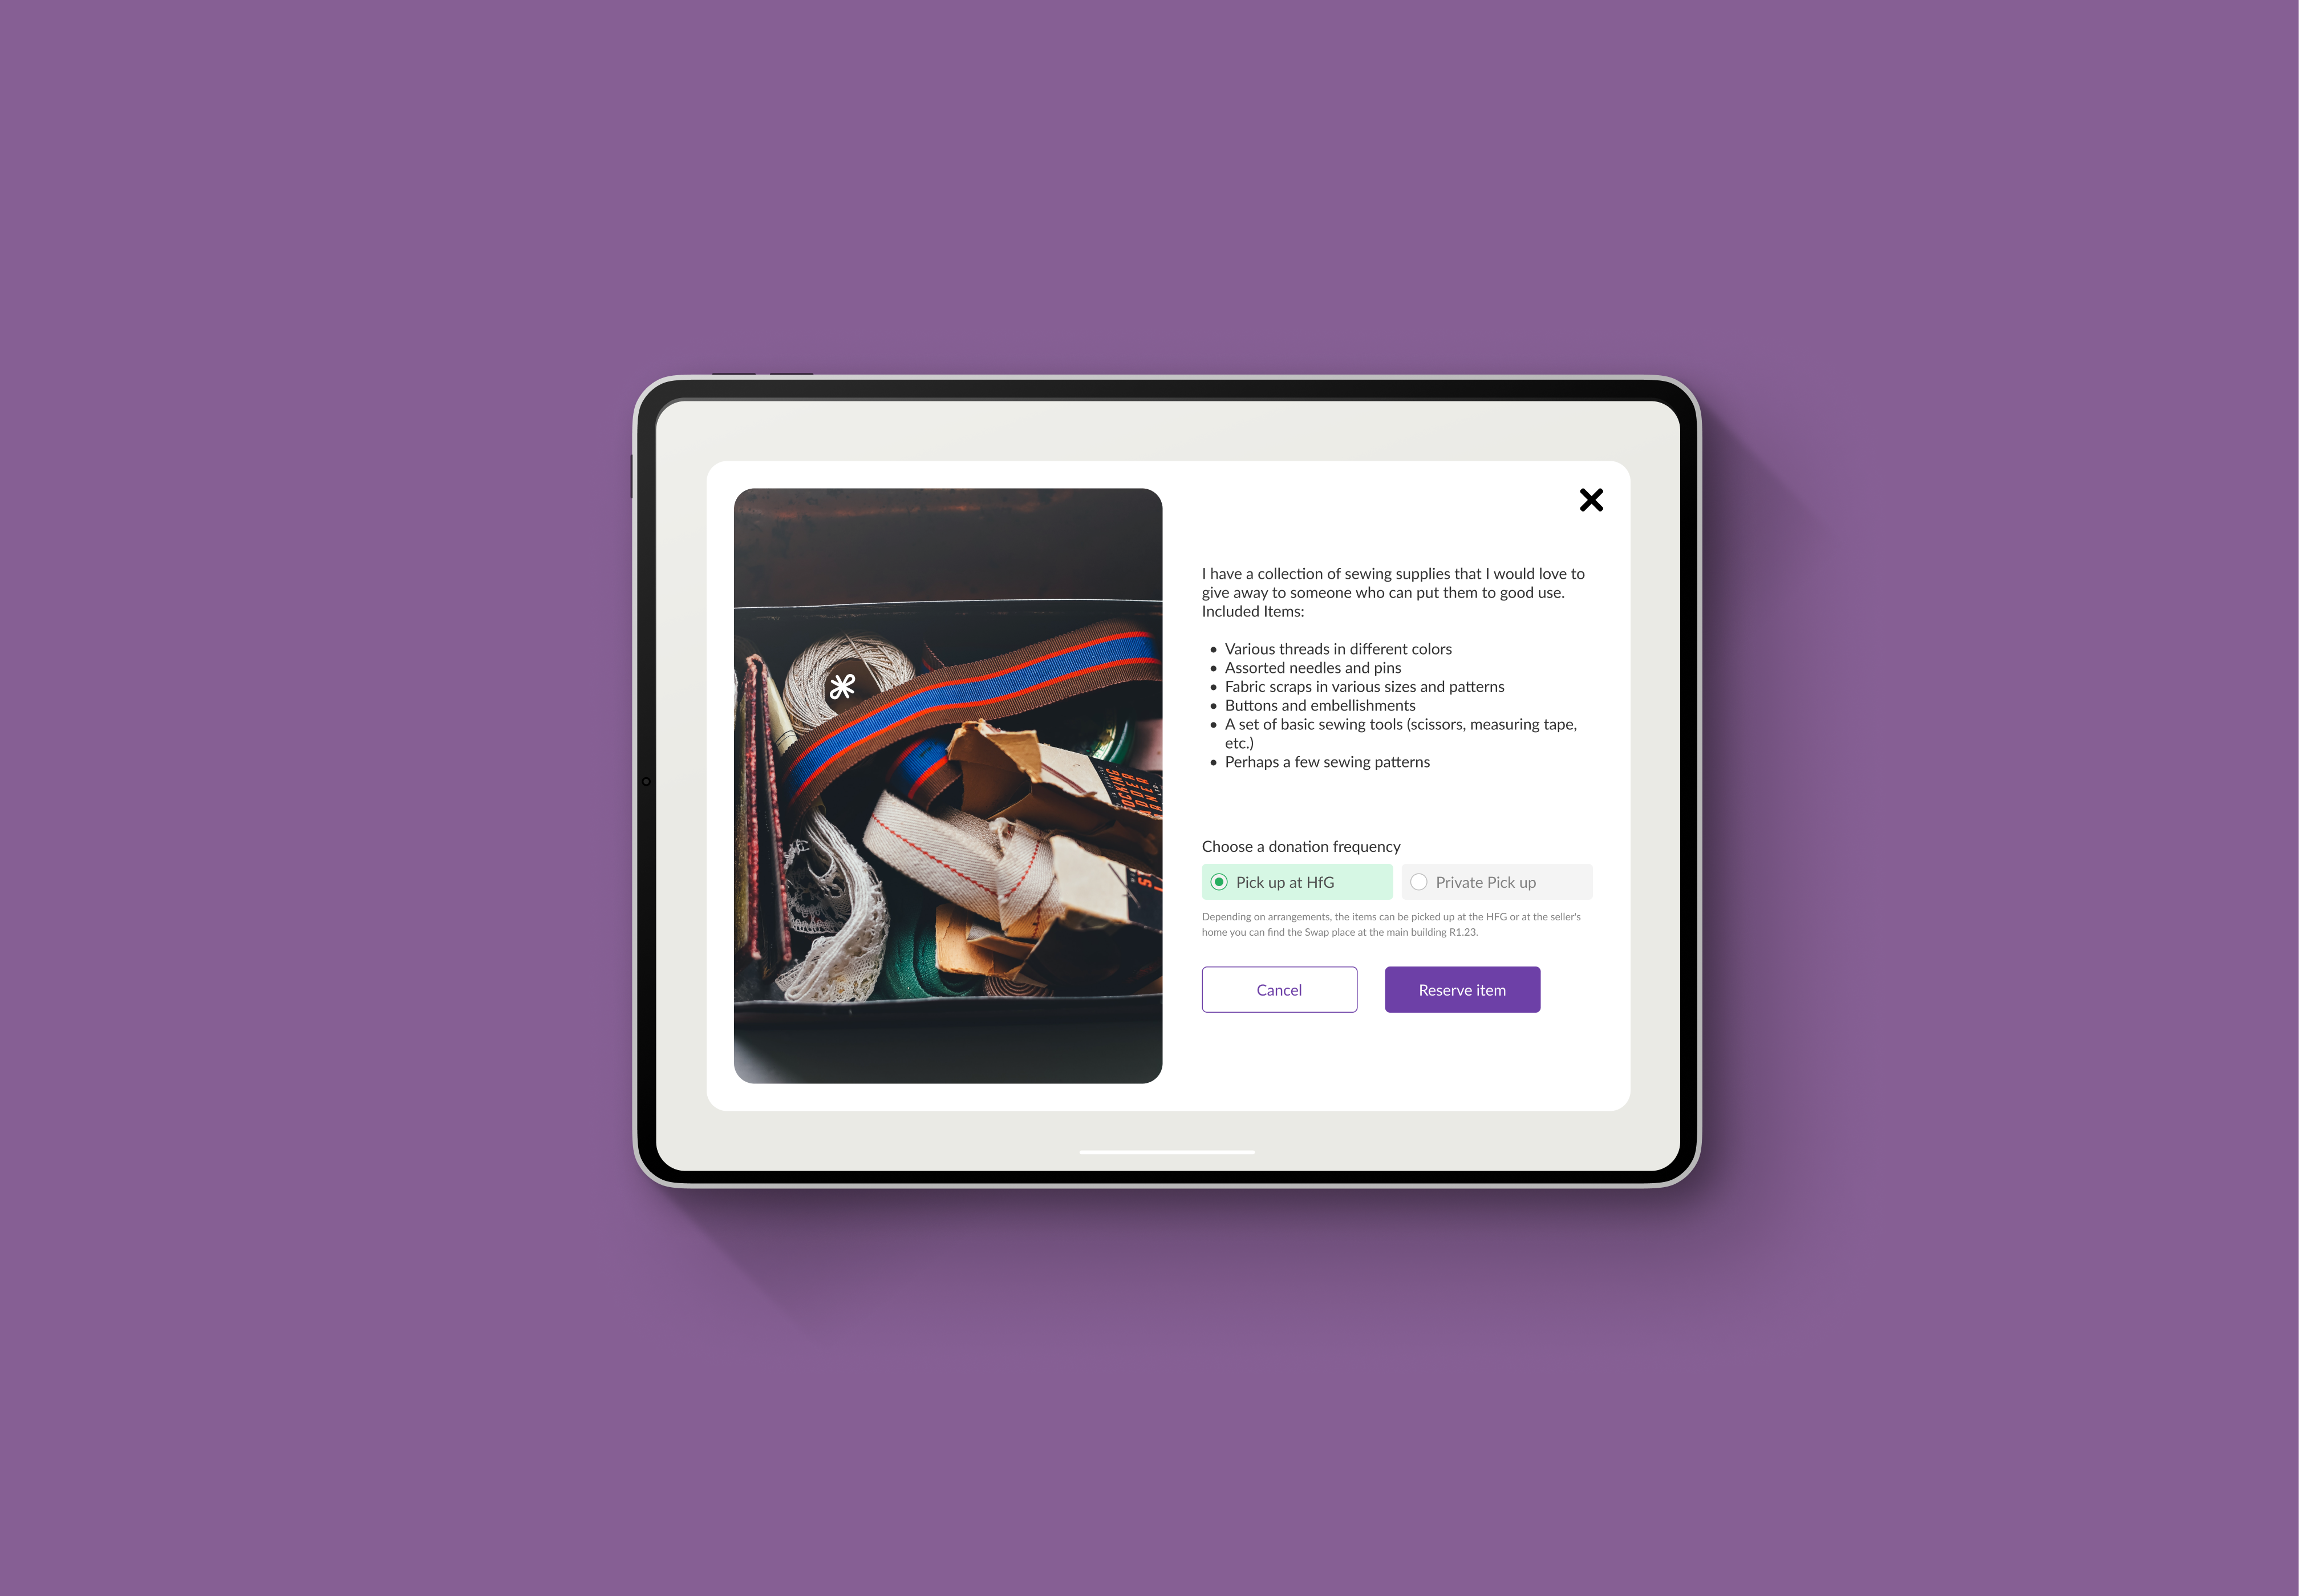 I have a collection of sewing supplies that I would love to
give away to someone who can put them to good use.
Included Items:
• Various threads in different colors
• Assorted needles and pins
• Fabric scraps in various sizes and patterns
• Buttons and embellishments
• A set of basic sewing tools (scissors, measuring tape,
etc.)
• Perhaps a few sewing patterns
Choose a donation frequency
Pick up at HfG
Private Pick up
Depending on arrangements, the items can be picked up at the HFG or at the seller's
home you can find the Swap place at the main building R1.23.
Cancel
Reserve item